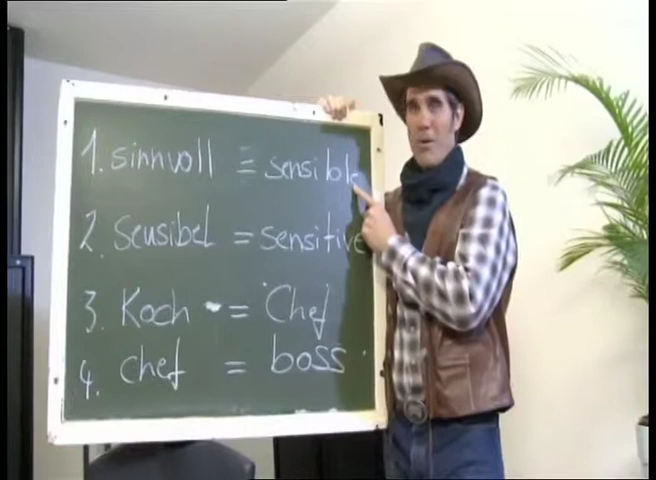 1. sinnvoll = sensible
2. sensibel = sensitive
3. Koch = Chef
4. Chef = boss